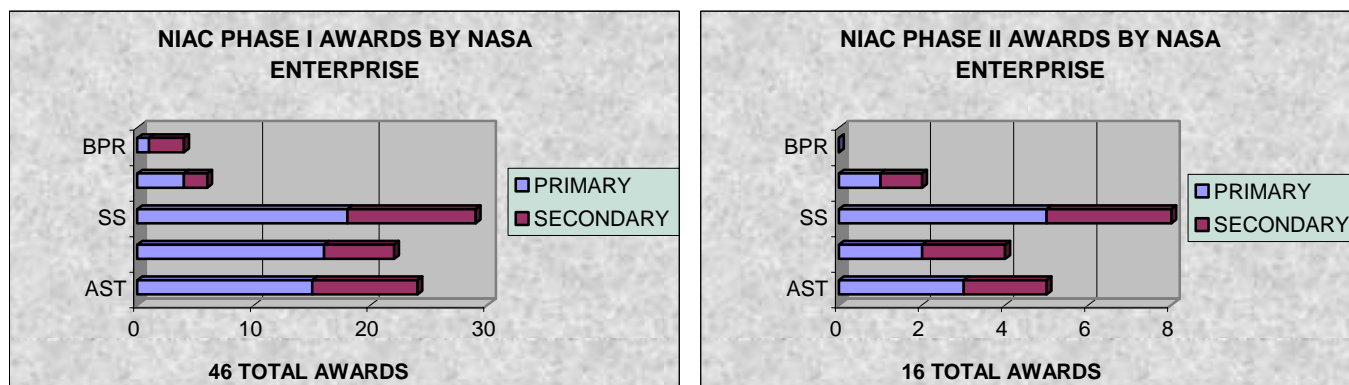 NIAC PHASE I AWARDS BY NASA
ENTERPRISE
BPR
SS
AST
0 10 20 30
PRIMARY
SECONDARY
46 TOTAL AWARDS
NIAC PHASE II AWARDS BY NASA
ENTERPRISE
BPR
SS
AST
0 2 4 6 8
PRIMARY
SECONDARY
16 TOTAL AWARDS